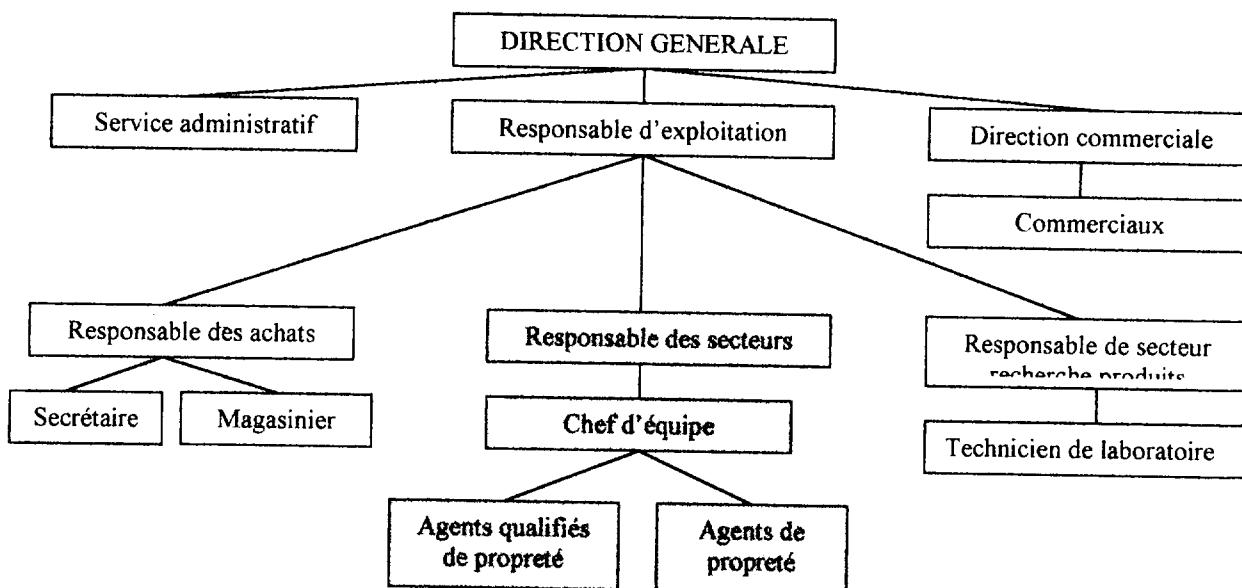 DIRECTION GENERALE
Service administratif
Responsable d'exploitation
Direction commerciale
Commerciaux
Responsable des achats
Responsable des secteurs
Responsable de secteur
recherche produits
Secrétaire
Magasinier
Chef d'équipe
Technicien de laboratoire
Agents qualifiés
de propreté
Agents de
propreté